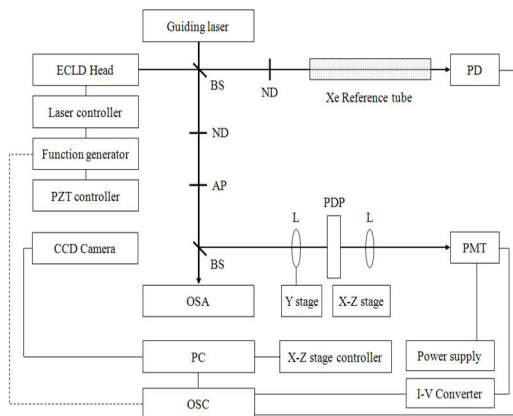 Guiding laser
ECLD Head
BS
ND
Xe Reference tube
PD
Laser controller
ND
Function generator
AP
PZT controller
PDP
L
L
CCD Camera
BS
PMT
OSA
Y stage
X-Z stage
PC
X-Z stage controller
Power supply
OSC
I-V Converter